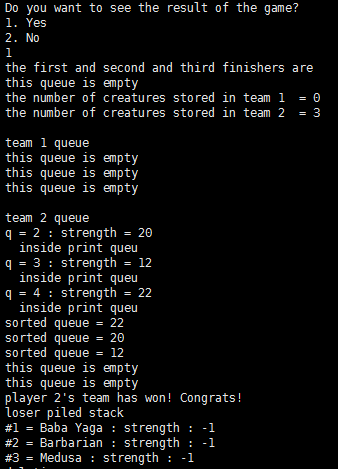 Do you want to see the result of the game?
1. Yes
2. No
1
the first and second and third finishers are
this queue is empty
the number of creatures stored in team 1  = 0
the number of creatures stored in team 2  = 3

team 1 queue
this queue is empty
this queue is empty
this queue is empty

team 2 queue
q = 2 : strength = 20
  inside print queu
q = 3 : strength = 12
  inside print queu
q = 4 : strength = 22
  inside print queu
sorted queue = 22
sorted queue = 20
sorted queue = 12
this queue is empty
this queue is empty
player 2's team has won! Congrats!
loser piled stack
#1 = Baba Yaga : strength : -1
#2 = Barbarian : strength : -1
#3 = Medusa : strength : -1